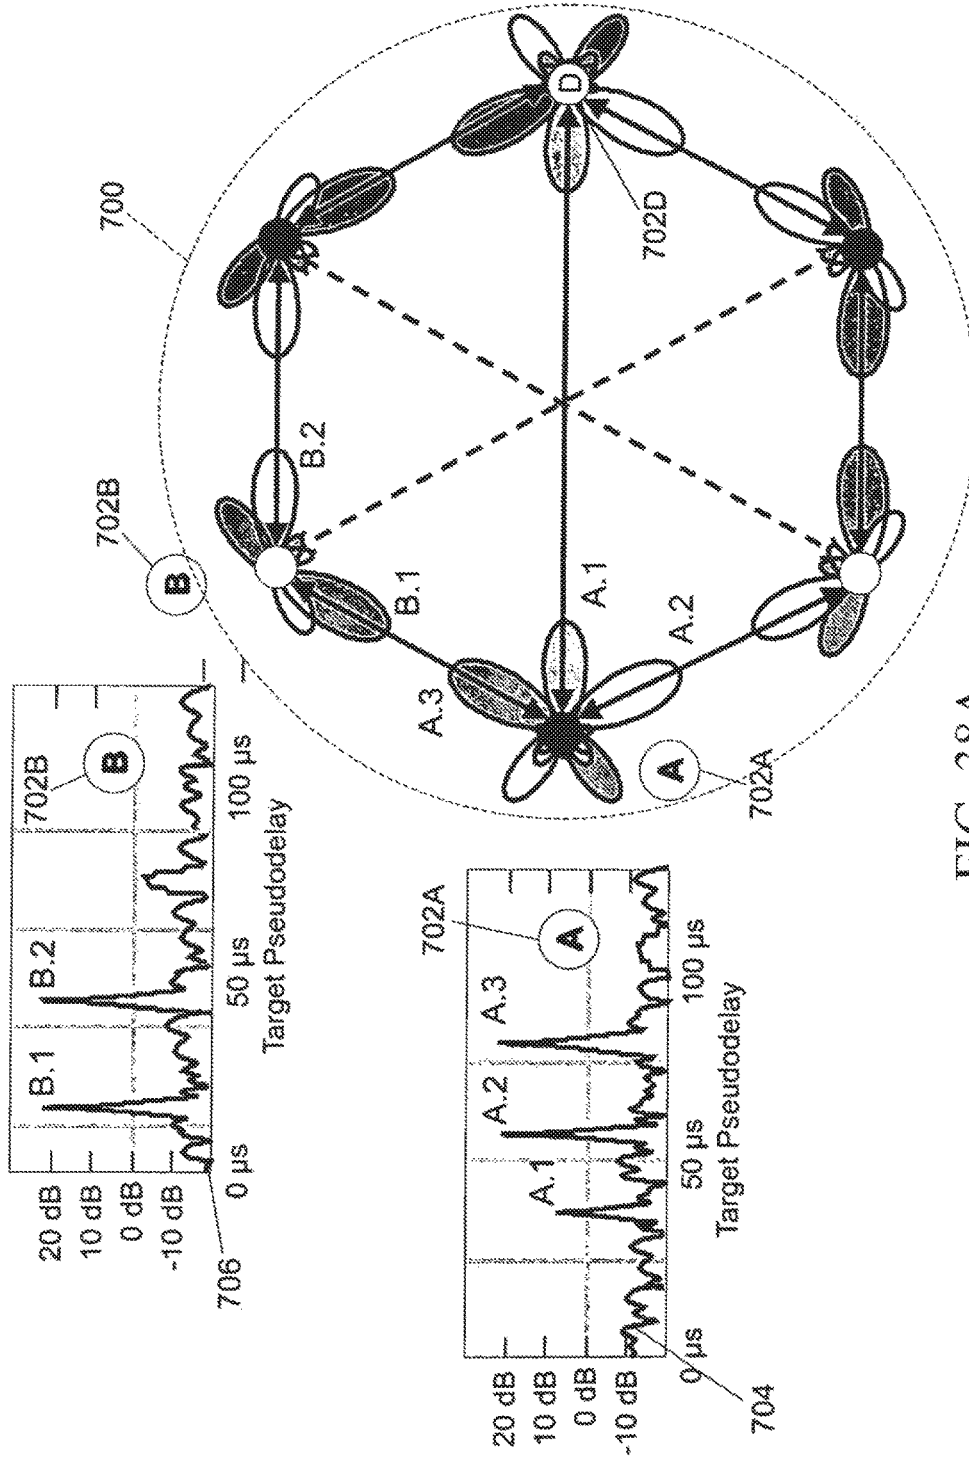 700
702B
B
B.2
B.1
A.3
A.1
A.2
D
702D
A
702A
702B
B
B.1
B.2
20 dB
10 dB
0 dB
-10 dB
0 µs
50 µs
100 µs
Target Pseudodelay
706
702A
A
A.1
A.2
A.3
20 dB
10 dB
0 dB
-10 dB
0 µs
50 µs
100 µs
Target Pseudodelay
704